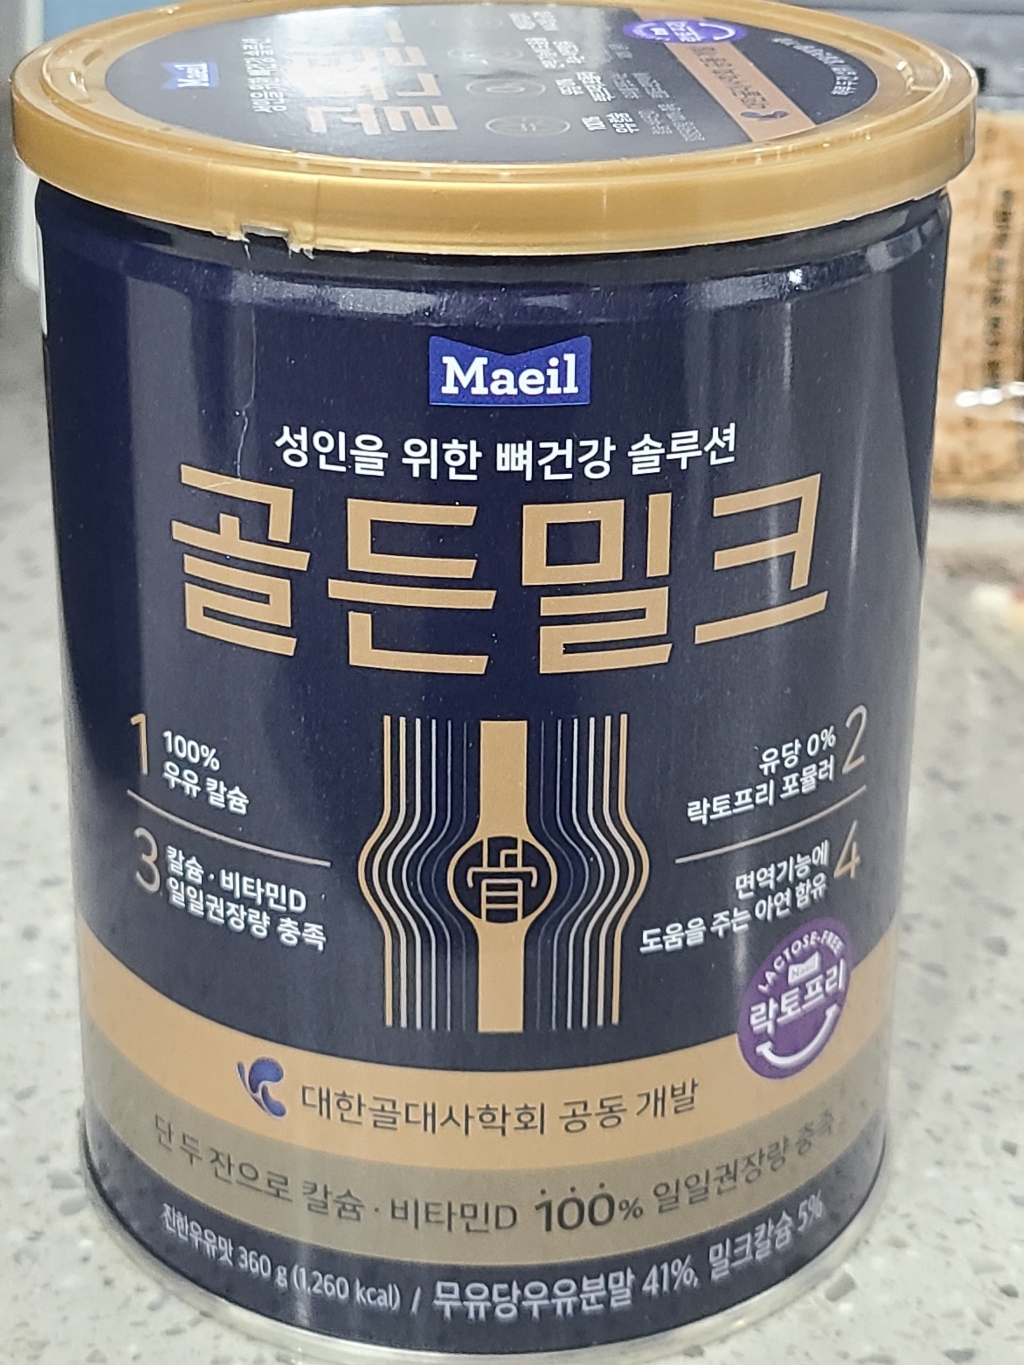 Maeil
성인을 위한 뼈건강 솔루션
골든밀크
1 100%
우유 칼슘
유당 0% 2
락토프리 포뮬러
3 칼슘·비타민D
일일권장량 충족
면역기능에 4
도움을 주는 아연 함유
骨
LACTOSE-FREE
Maeil
락토프리
대한골대사학회 공동 개발
단 두 잔으로 칼슘·비타민D 100% 일일권장량 충족
진한우유맛 360 g (1,260 kcal) / 무유당우유분말 41%, 밀크칼슘 5%